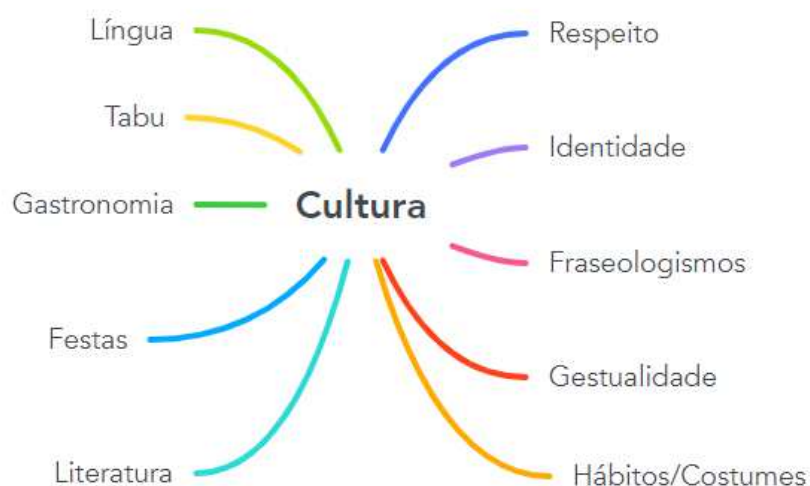 Língua
Tabu
Gastronomia
Festas
Literatura
Cultura
Respeito
Identidade
Fraseologismos
Gestualidade
Hábitos/Costumes